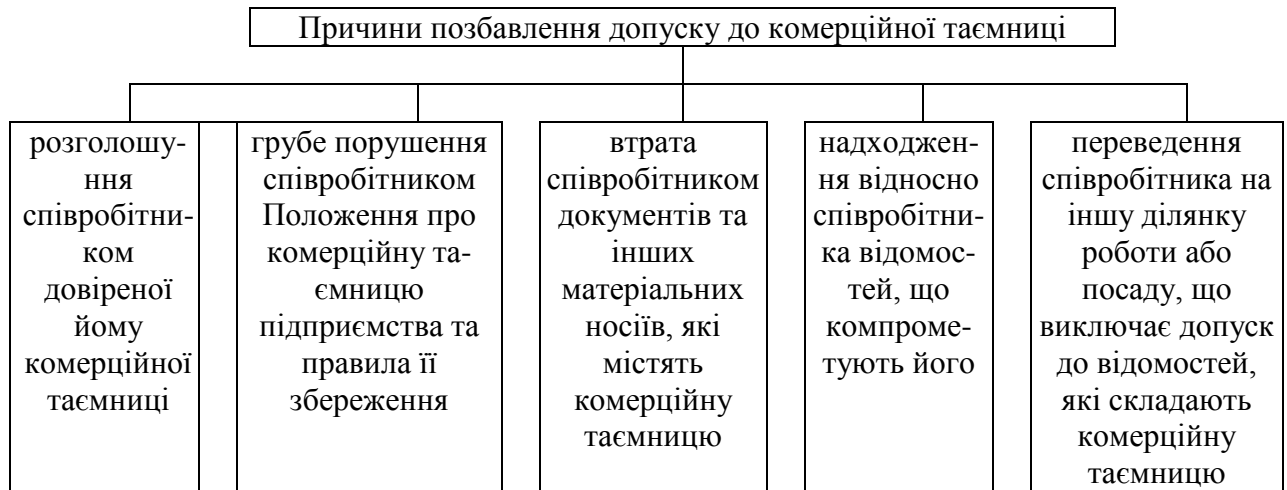 Причини позбавлення допуску до комерційної таємниці
розголошу-
ння
співробітни-
ком
довіреної
йому
комерційної
таємниці
грубе порушення
співробітником
Положення про
комерційну та-
ємницю
підприємства та
правила її
збереження
втрата
співробітником
документів та
інших
матеріальних
носіїв, які
містять
комерційну
таємницю
надходжен-
ня відносно
співробітни-
ка відомос-
тей, що
компроме-
тують його
переведення
співробітника на
іншу ділянку
роботи або
посаду, що
виключає допуск
до відомостей,
які складають
комерційну
таємницю